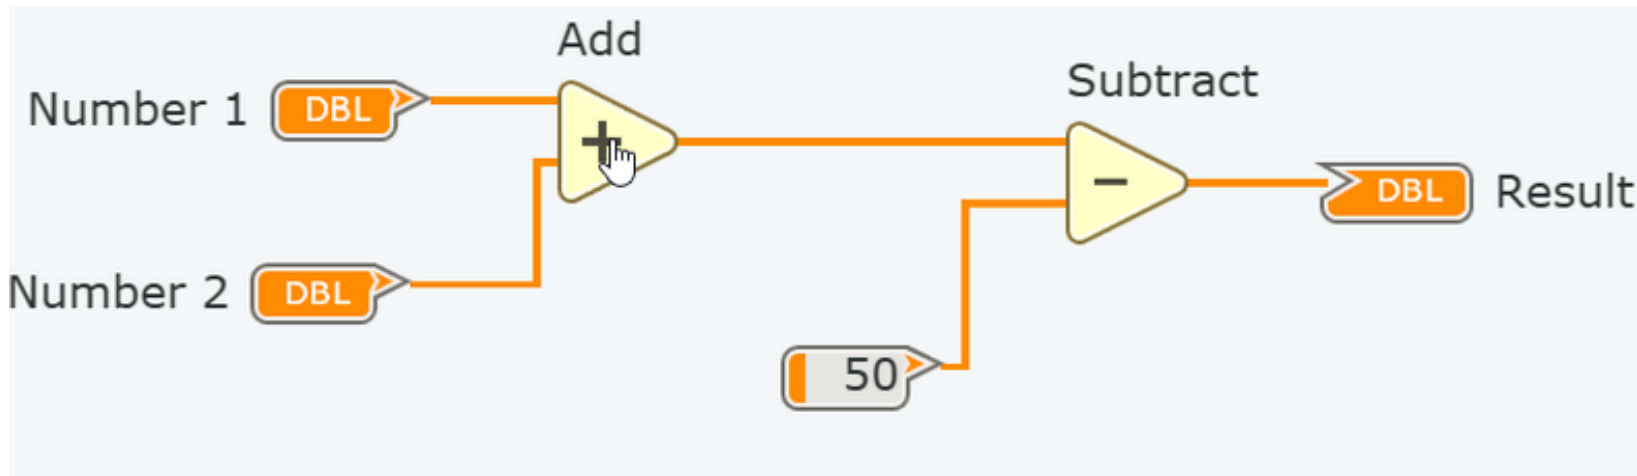 Add
Subtract
Number 1
DBL
+
−
DBL
Result
Number 2
DBL
50